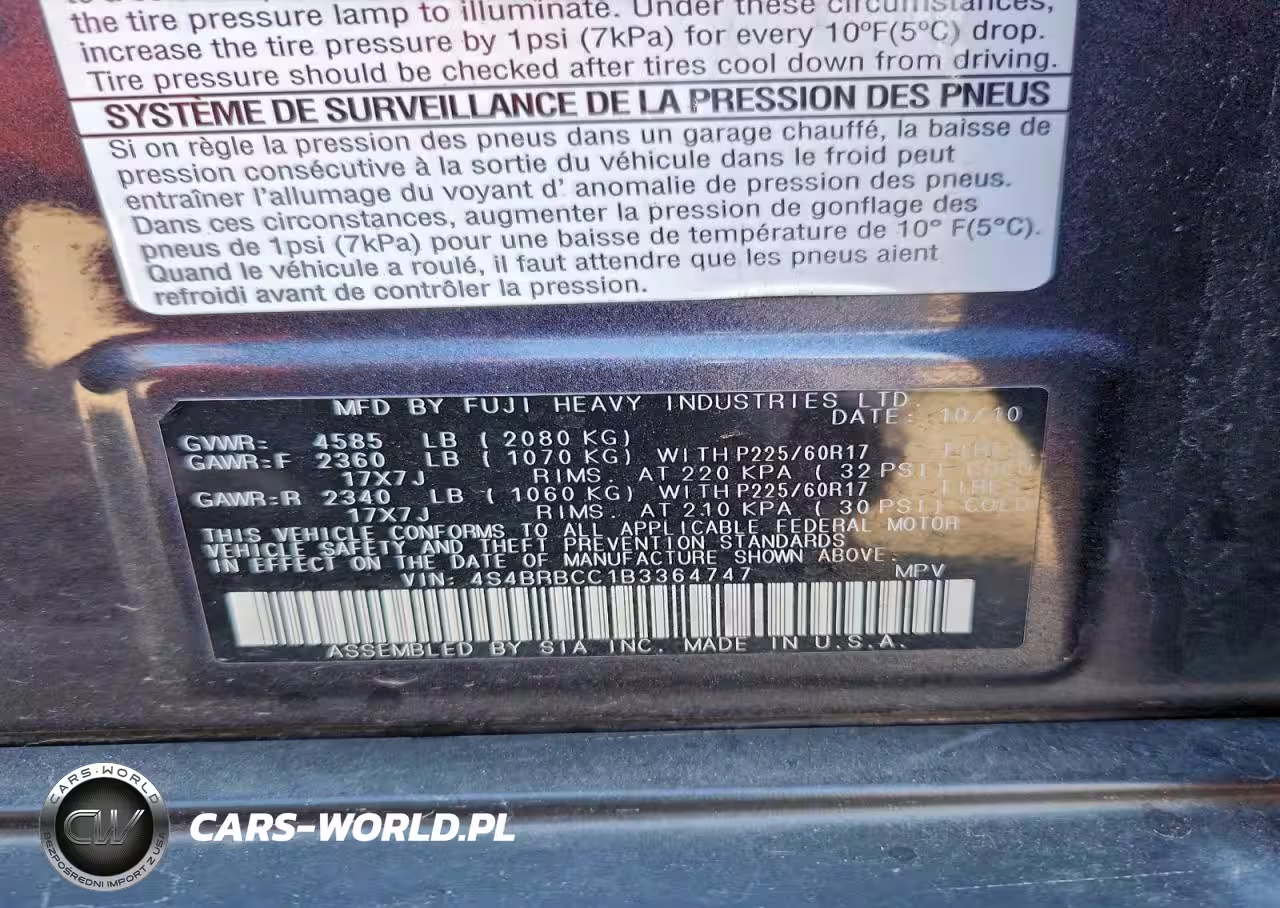 the tire pressure lamp to illuminate. Under these circumstances,
increase the tire pressure by 1psi (7kPa) for every 10°F(5°C) drop.
Tire pressure should be checked after tires cool down from driving.
SYSTÈME DE SURVEILLANCE DE LA PRESSION DES PNEUS
Si on règle la pression des pneus dans un garage chauffé, la baisse de
pression consécutive à la sortie du véhicule dans le froid peut
entraîner l'allumage du voyant d' anomalie de pression des pneus.
Dans ces circonstances, augmenter la pression de gonflage des
pneus de 1psi (7kPa) pour une baisse de température de 10° F(5°C).
Quand le véhicule a roulé, il faut attendre que les pneus aient
refroidi avant de contrôler la pression.
MFD BY FUJI HEAVY INDUSTRIES LTD.
DATE: 10/10
GVWR: 4585 LB ( 2080 KG)
GAWR:F 2360 LB ( 1070 KG) WITH P225/60R17 TIRES
17X7J RIMS. AT 220 KPA ( 32 PSI) COLD
GAWR:R 2340 LB ( 1060 KG) WITH P225/60R17 TIRES
17X7J RIMS. AT 210 KPA ( 30 PSI) COLD
THIS VEHICLE CONFORMS TO ALL APPLICABLE FEDERAL MOTOR
VEHICLE SAFETY AND THEFT PREVENTION STANDARDS
IN EFFECT ON THE DATE OF MANUFACTURE SHOWN ABOVE.
VIN: 4S4BRBCC1B3364747 MPV
ASSEMBLED BY SIA INC. MADE IN U.S.A.
CARS-WORLD
CW
BEZPOŚREDNI IMPORT Z USA
CARS-WORLD.PL